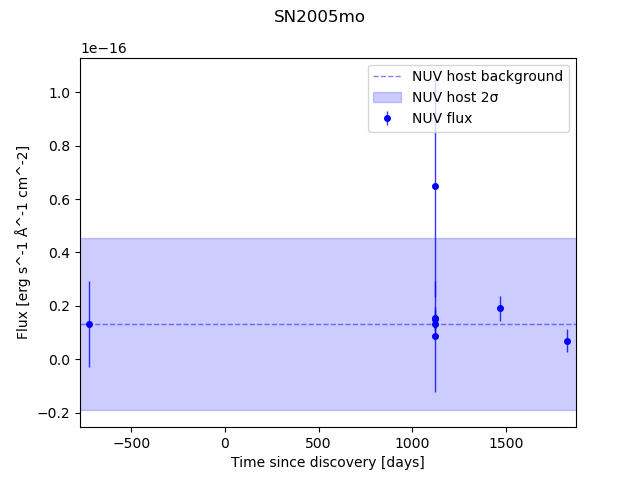 SN2005mo
1e−16
NUV host background
NUV host 2σ
NUV flux
1.0
0.8
0.6
0.4
0.2
0.0
−0.2
Flux [erg s^-1 Å^-1 cm^-2]
−500
0
500
1000
1500
Time since discovery [days]